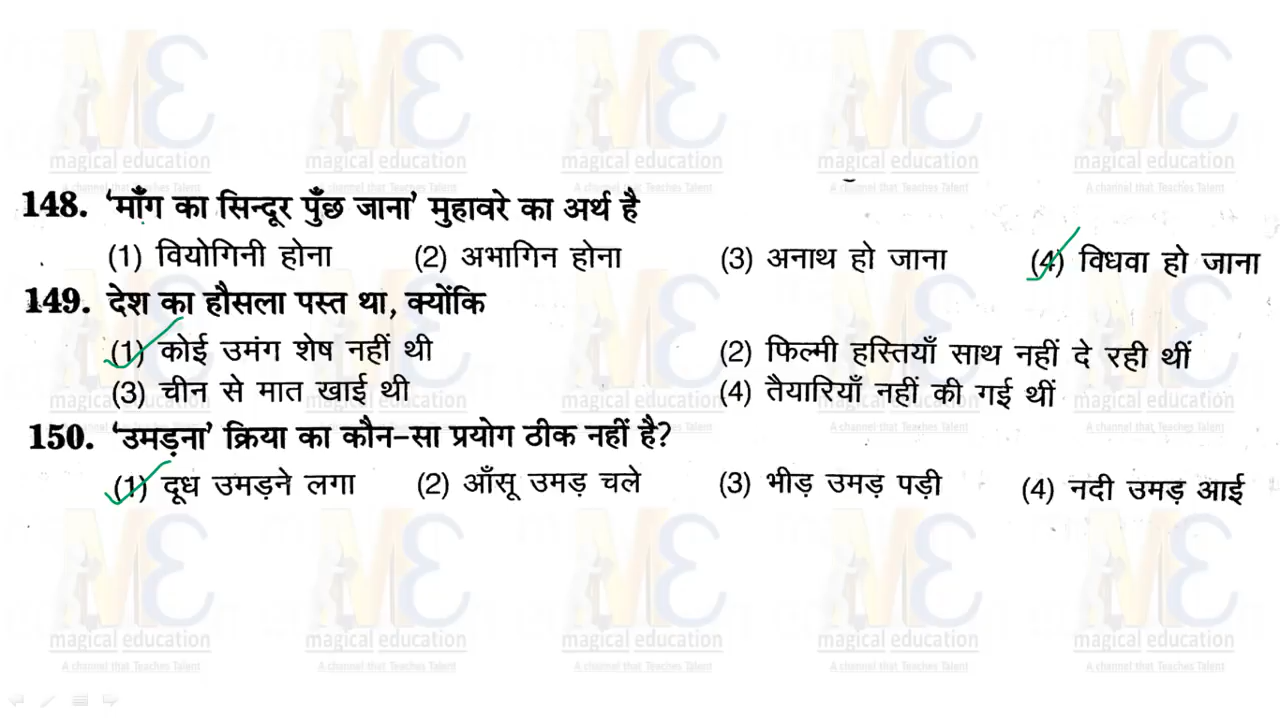 148. ‘माँग का सिन्दूर पुँछ जाना’ मुहावरे का अर्थ है
(1) वियोगिनी होना (2) अभागिन होना (3) अनाथ हो जाना (4) विधवा हो जाना
149. देश का हौसला पस्त था, क्योंकि
(1) कोई उमंग शेष नहीं थी (2) फिल्मी हस्तियाँ साथ नहीं दे रही थीं
(3) चीन से मात खाई थी (4) तैयारियाँ नहीं की गई थीं
150. ‘उमड़ना’ क्रिया का कौन-सा प्रयोग ठीक नहीं है?
(1) दूध उमड़ने लगा (2) आँसू उमड़ चले (3) भीड़ उमड़ पड़ी (4) नदी उमड़ आई
magical education
A channel that Teaches Talent